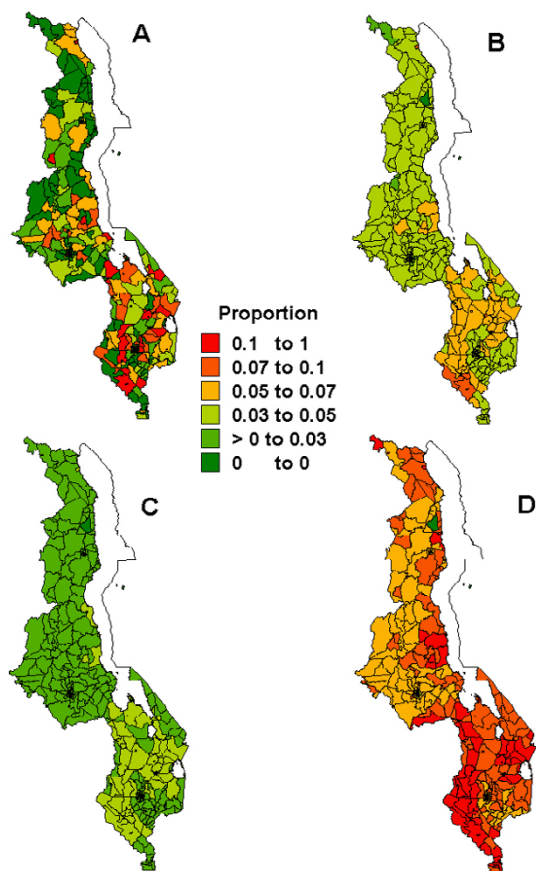 A
B
Proportion
0.1 to 1
0.07 to 0.1
0.05 to 0.07
0.03 to 0.05
> 0 to 0.03
0 to 0
C
D